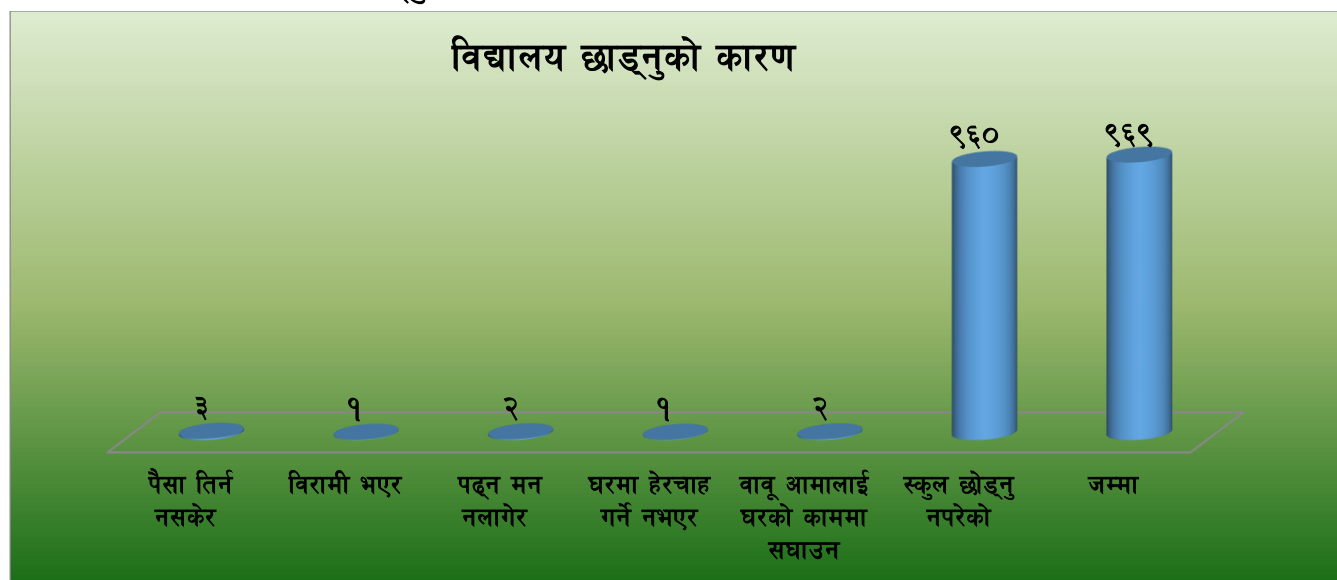 विद्यालय छाड्नुको कारण
९६० ९६९
३ १ २ १ २
पैसा तिर्न नसकेर
विरामी भएर
पढ्न मन नलागेर
घरमा हेरचाह गर्ने नभएर
वावू आमालाई घरको काममा सघाउन
स्कुल छोड्नु नपरेको
जम्मा